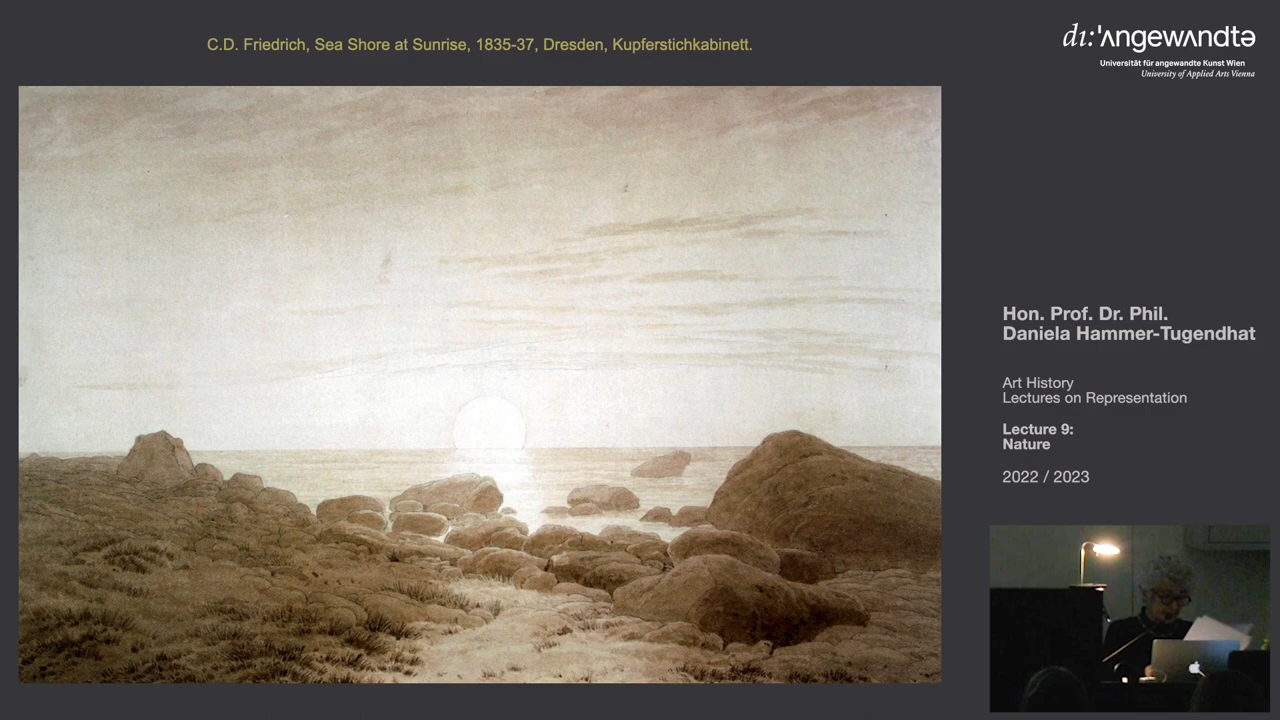 C.D. Friedrich, Sea Shore at Sunrise, 1835-37, Dresden, Kupferstichkabinett.
dı:'ʌngewʌndtə
Universität für angewandte Kunst Wien
University of Applied Arts Vienna
Hon. Prof. Dr. Phil.
Daniela Hammer-Tugendhat
Art History
Lectures on Representation
Lecture 9:
Nature
2022 / 2023